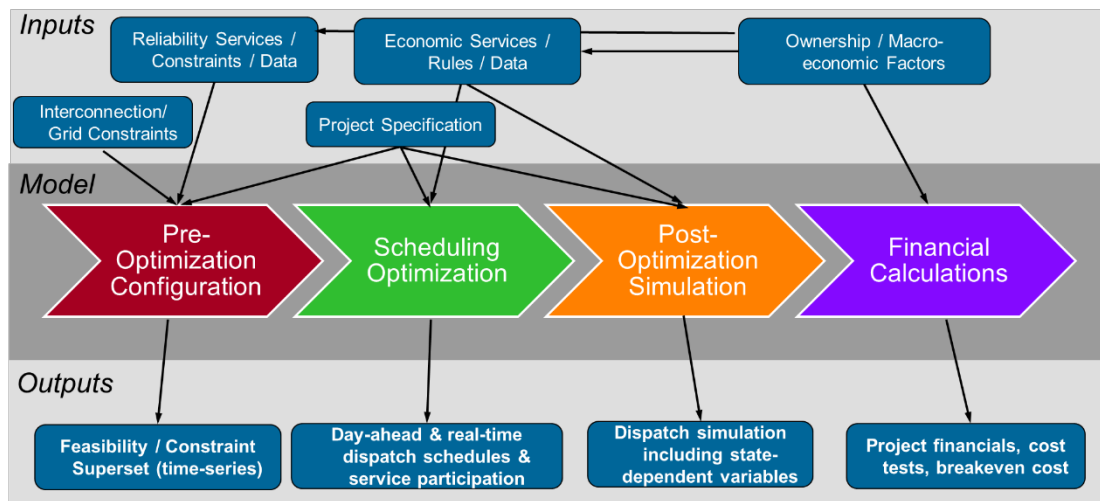 Inputs
Reliability Services /
Constraints / Data
Economic Services /
Rules / Data
Ownership / Macro-
economic Factors
Interconnection/
Grid Constraints
Project Specification
Model
Pre-
Optimization
Configuration
Scheduling
Optimization
Post-
Optimization
Simulation
Financial
Calculations
Outputs
Feasibility / Constraint
Superset (time-series)
Day-ahead & real-time
dispatch schedules &
service participation
Dispatch simulation
including state-
dependent variables
Project financials, cost
tests, breakeven cost